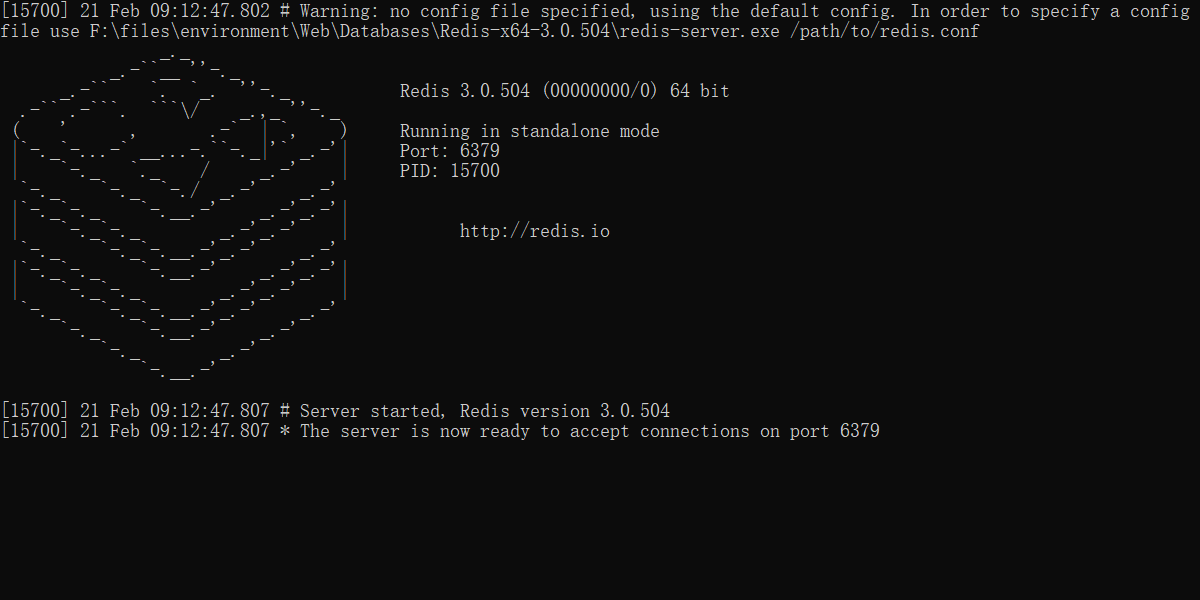 [15700] 21 Feb 09:12:47.802 # Warning: no config file specified, using the default config. In order to specify a config
file use F:\files\environment\Web\Databases\Redis-x64-3.0.504\redis-server.exe /path/to/redis.conf
Redis 3.0.504 (00000000/0) 64 bit
Running in standalone mode
Port: 6379
PID: 15700
http://redis.io
[15700] 21 Feb 09:12:47.807 # Server started, Redis version 3.0.504
[15700] 21 Feb 09:12:47.807 * The server is now ready to accept connections on port 6379